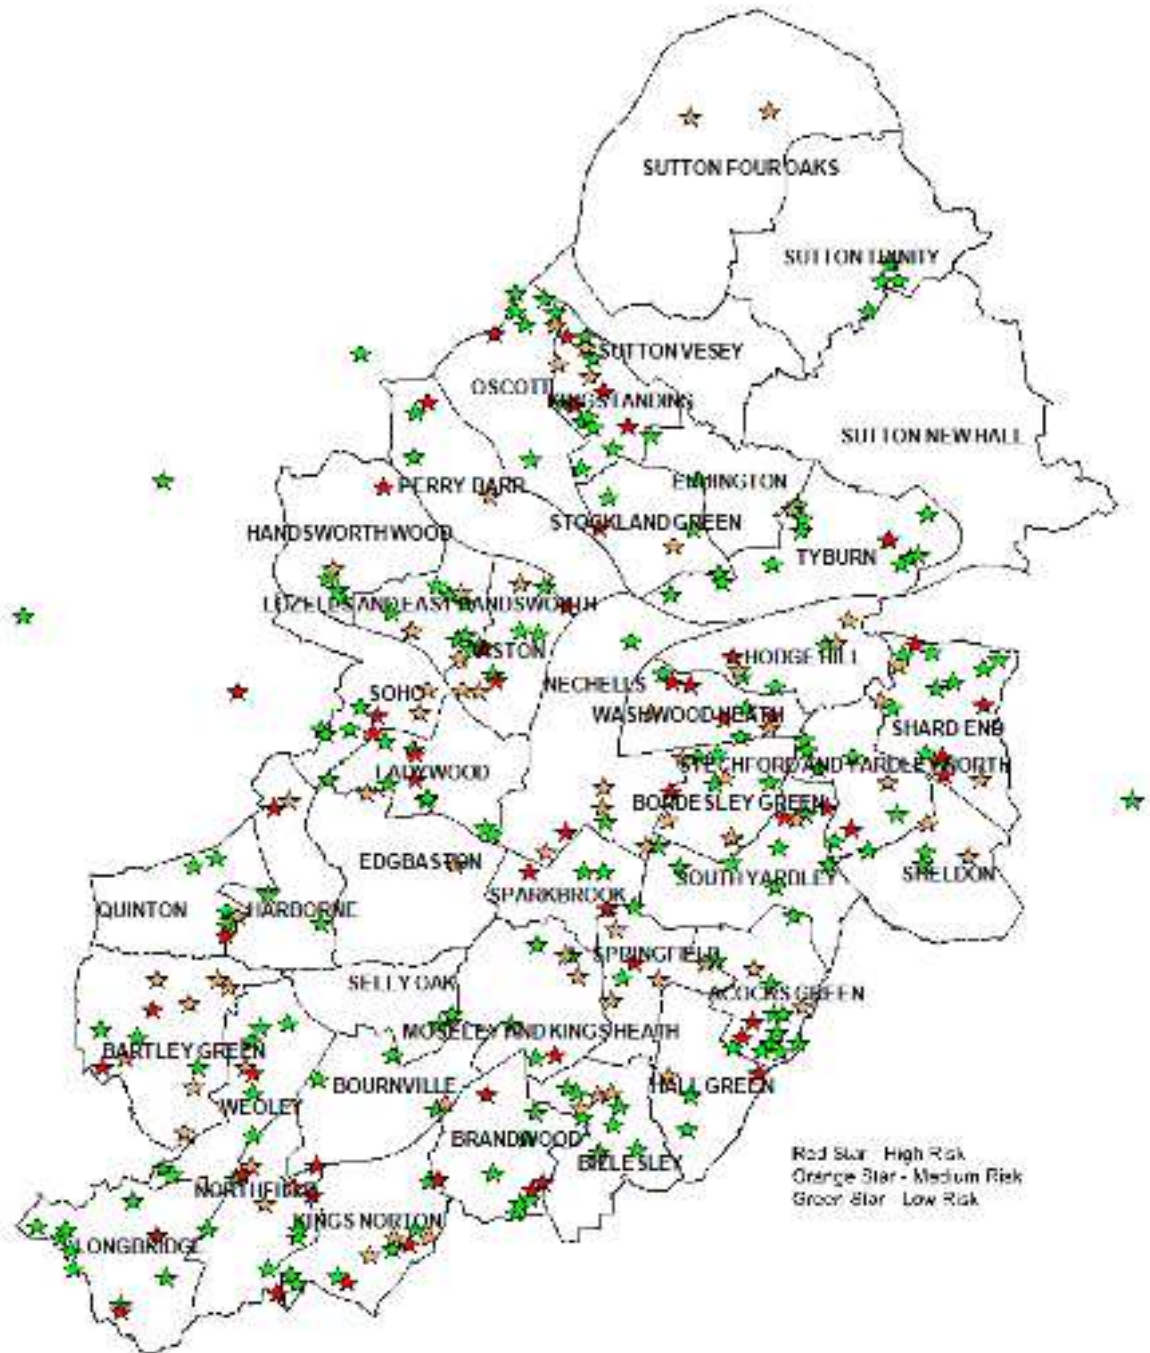 SUTTON FOUR OAKS
SUTTON TRINITY
SUTTON VESEY
OSCOTT
KINGSTANDING
SUTTON NEW HALL
PERRY BARR
ERDINGTON
STOCKLAND GREEN
HANDSWORTH WOOD
TYBURN
LOZELLS AND EAST HANDSWORTH
ASTON
HODGE HILL
NECHELLS
SOHO
WASHWOOD HEATH
SHARD END
STECHFORD AND YARDLEY NORTH
LADYWOOD
BORDESLEY GREEN
EDGBASTON
SPARKBROOK
SOUTH YARDLEY
SHELDON
QUINTON
HARBORNE
SPRINGFIELD
SELLY OAK
ACOCKS GREEN
MOSELEY AND KINGS HEATH
BARTLEY GREEN
BOURNVILLE
HALL GREEN
WEOLEY
BRANDWOOD
BILLESLEY
Red Star - High Risk
Orange Star - Medium Risk
Green Star - Low Risk
NORTHFIELD
KINGS NORTON
LONGBRIDGE